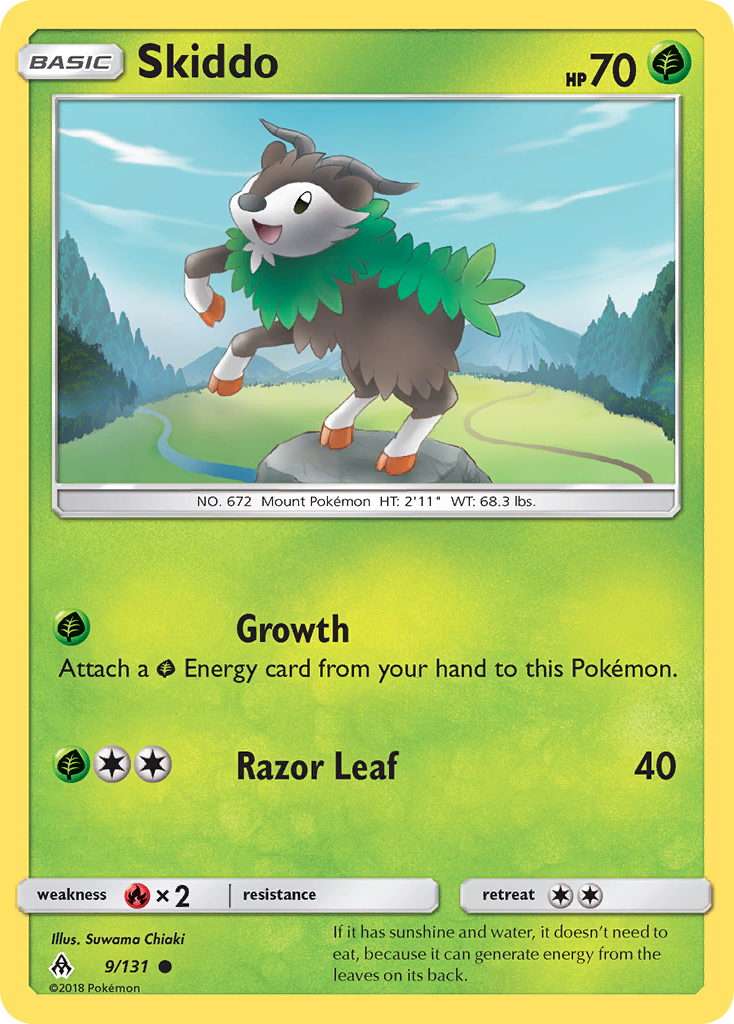 BASIC Skiddo HP 70
NO. 672 Mount Pokémon HT: 2'11" WT: 68.3 lbs.
Growth
Attach a Energy card from your hand to this Pokémon.
Razor Leaf 40
weakness × 2 resistance retreat
Illus. Suwama Chiaki
9/131
©2018 Pokémon
If it has sunshine and water, it doesn't need to
eat, because it can generate energy from the
leaves on its back.